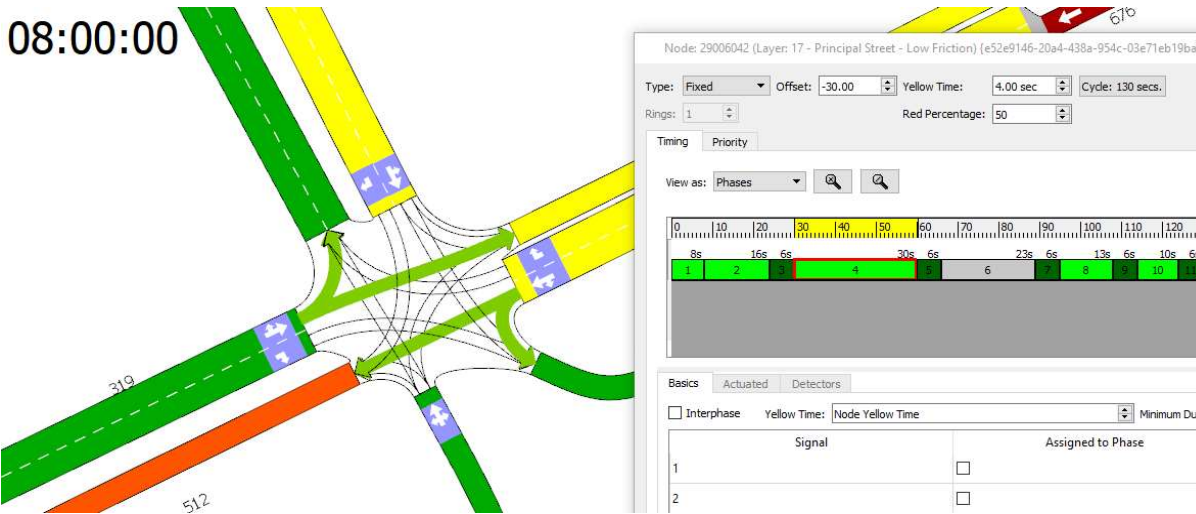 08:00:00
676
319
512
Node: 29006042 (Layer: 17 - Principal Street - Low Friction) {e52e9146-20a4-438a-954c-03e71eb19ba
Type: Fixed Offset: -30.00 Yellow Time: 4.00 sec Cycle: 130 secs.
Rings: 1 Red Percentage: 50
Timing Priority
View as: Phases
0 10 20 30 40 50 60 70 80 90 100 110 120
8s 16s 6s 30s 6s 23s 6s 13s 6s 10s 6s
1 2 3 4 5 6 7 8 9 10 11
Basics Actuated Detectors
Interphase Yellow Time: Node Yellow Time Minimum Du
Signal Assigned to Phase
1
2